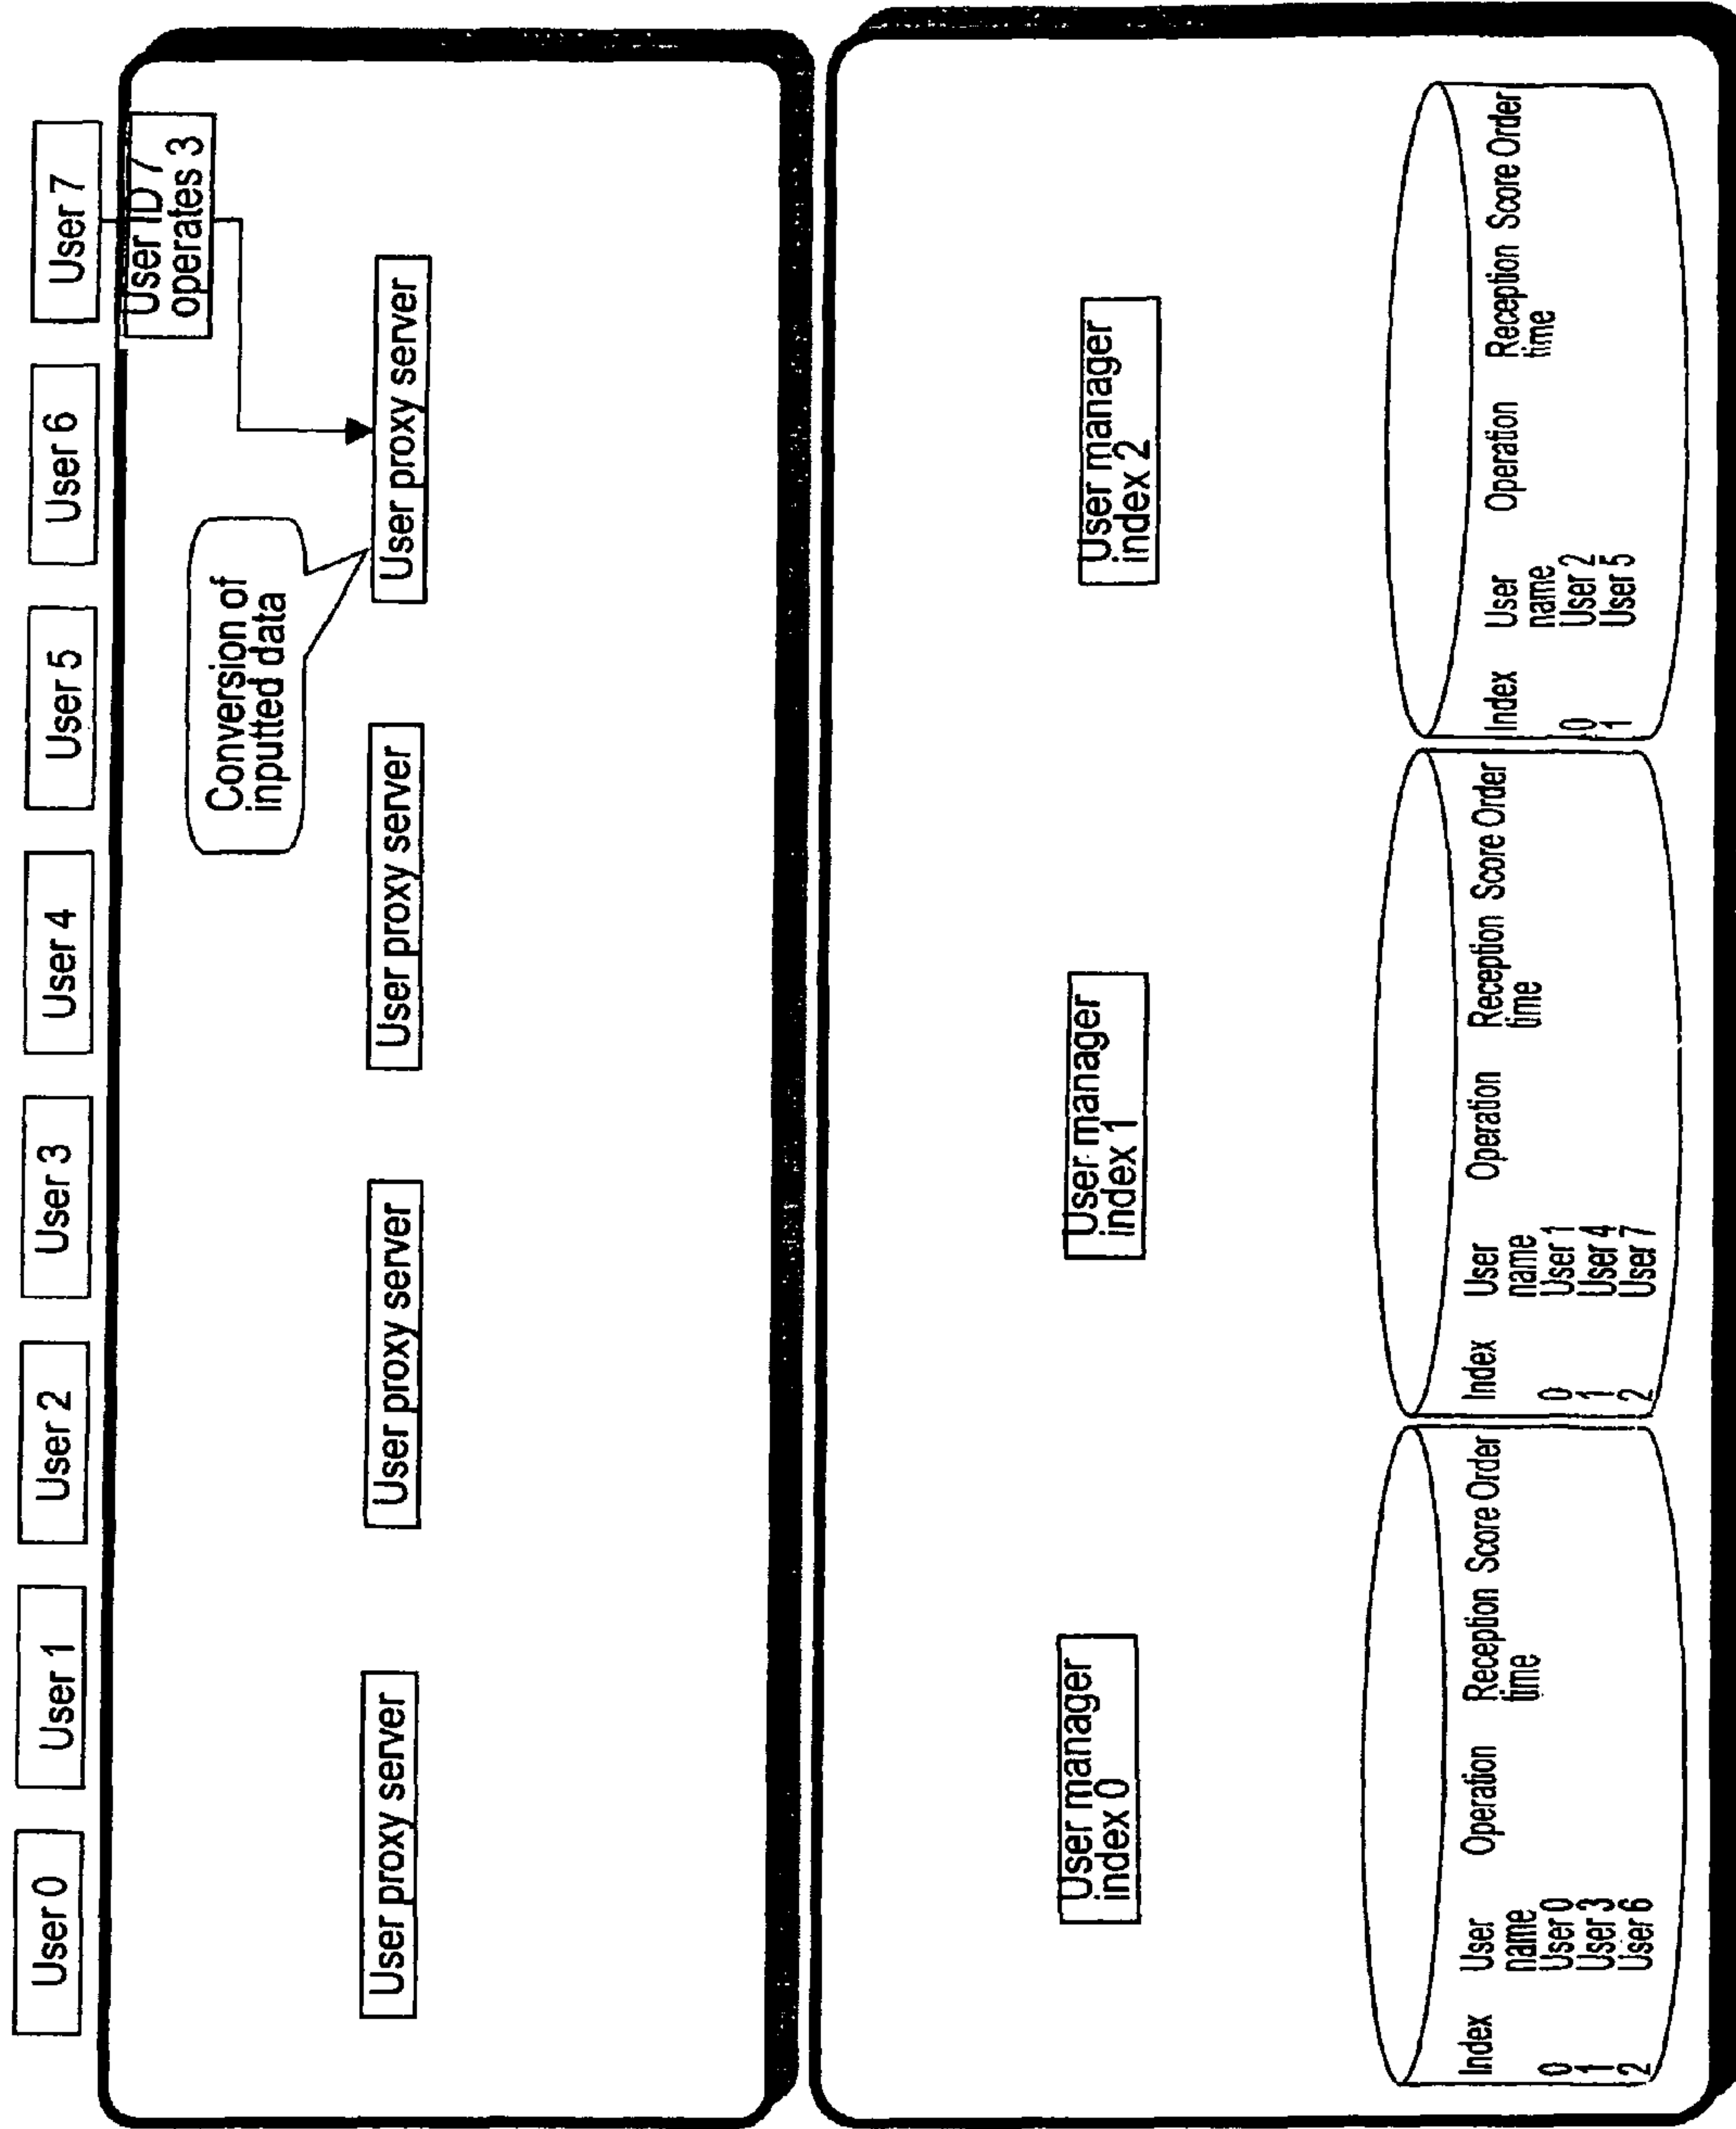 User 0
User 1
User 2
User 3
User 4
User 5
User 6
User 7
User ID 7
operates 3
Conversion of
inputted data
User proxy server
User proxy server
User proxy server
User proxy server
User manager
index 0
User manager
index 1
User manager
index 2
Index User name Operation Reception time Score Order
0 User 0
1 User 3
2 User 6
Index User name Operation Reception time Score Order
0 User 1
1 User 4
2 User 7
Index User name Operation Reception time Score Order
0 User 2
1 User 5